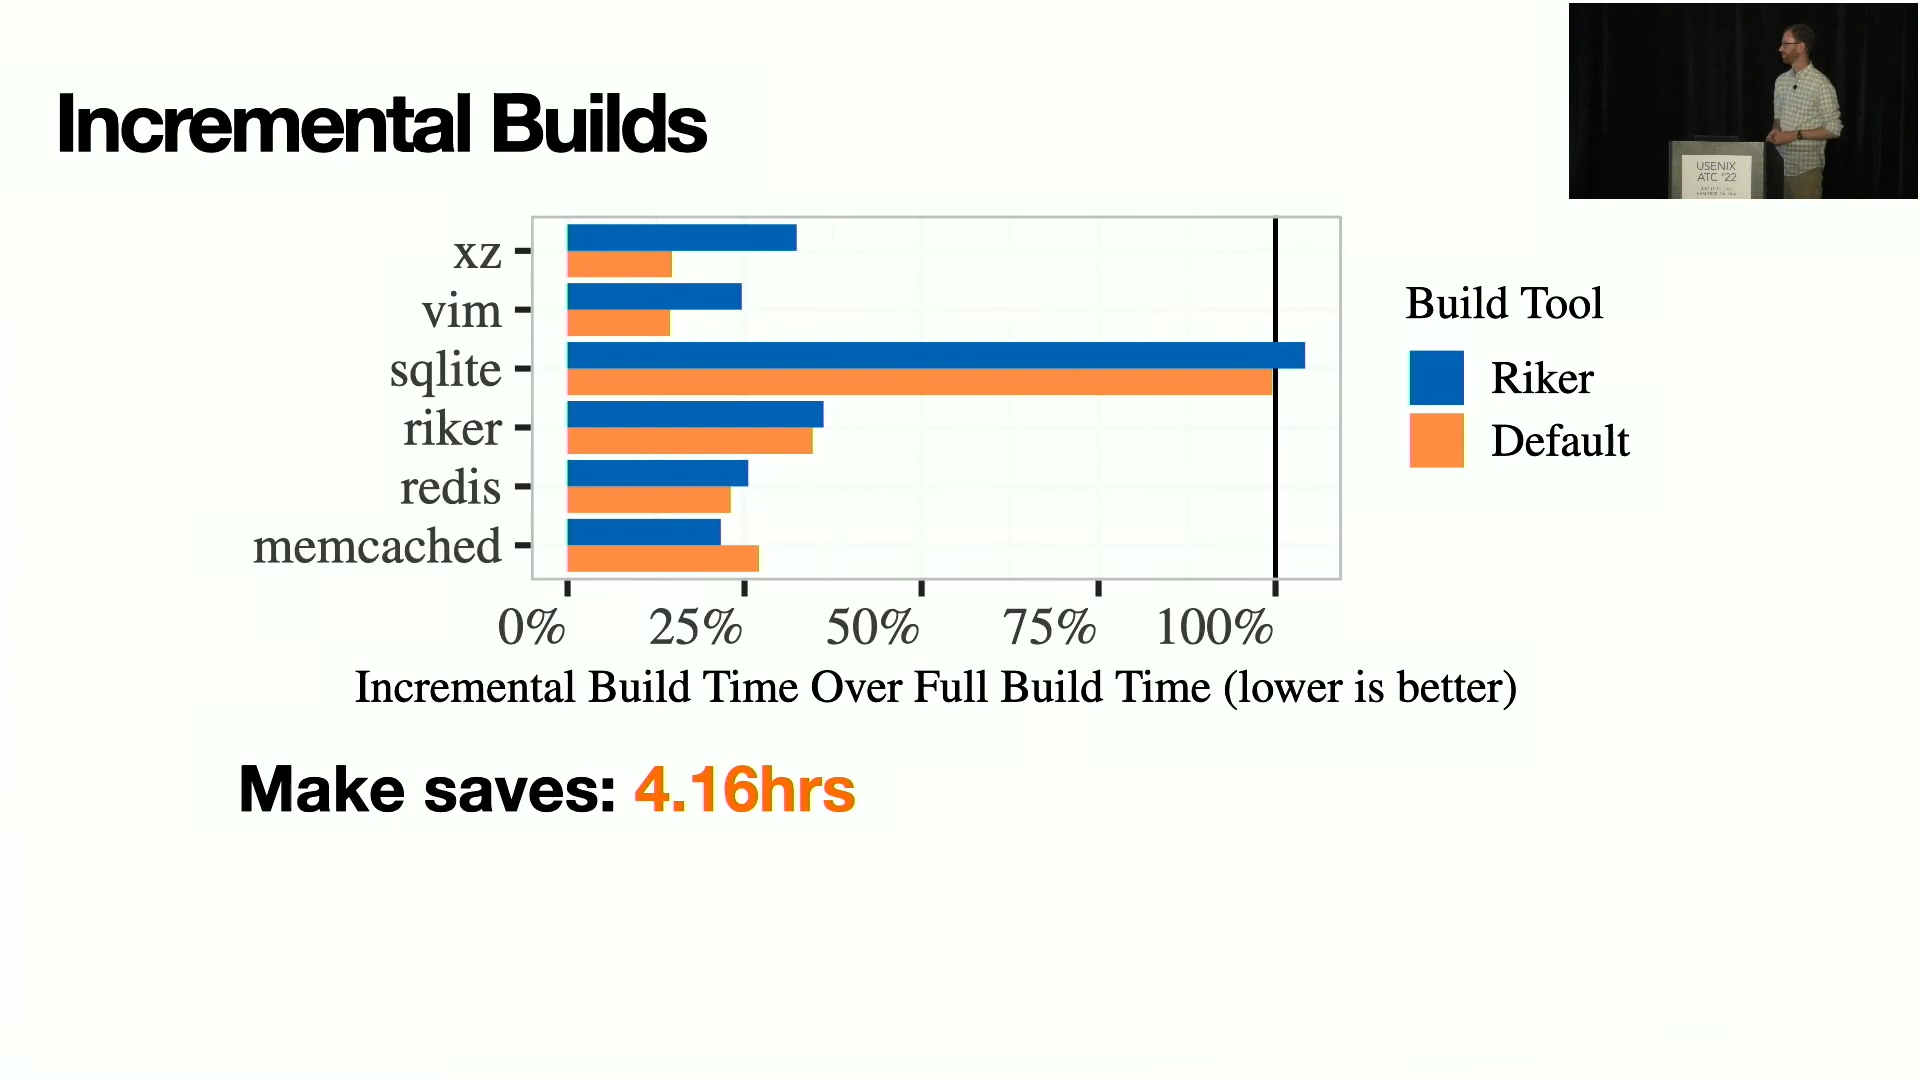 Incremental Builds
USENIX
ATC '22
xz
vim
sqlite
riker
redis
memcached
0% 25% 50% 75% 100%
Incremental Build Time Over Full Build Time (lower is better)
Build Tool
Riker
Default
Make saves: 4.16hrs